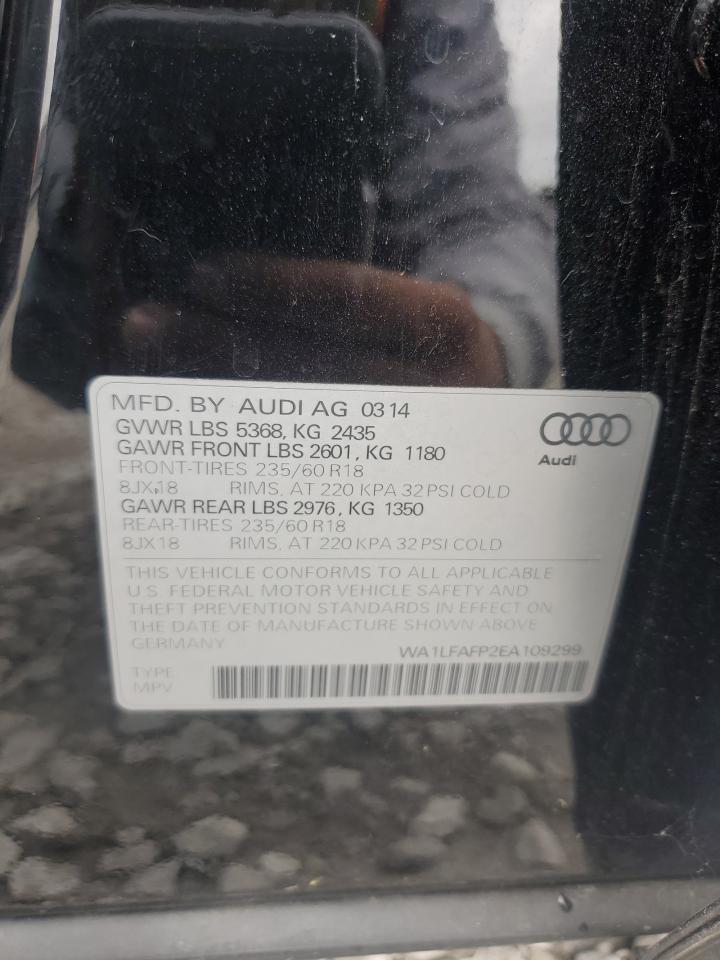 MFD. BY AUDI AG 0314
GVWR LBS 5368, KG 2435
GAWR FRONT LBS 2601, KG 1180
FRONT-TIRES 235/60 R18
8JX18 RIMS, AT 220 KPA 32 PSI COLD
GAWR REAR LBS 2976, KG 1350
REAR-TIRES 235/60 R18
8JX18 RIMS, AT 220 KPA 32 PSI COLD
Audi
THIS VEHICLE CONFORMS TO ALL APPLICABLE
U.S. FEDERAL MOTOR VEHICLE SAFETY AND
THEFT PREVENTION STANDARDS IN EFFECT ON
THE DATE OF MANUFACTURE SHOWN ABOVE
GERMANY WA1LFAFP2EA109299
TYPE
MPV